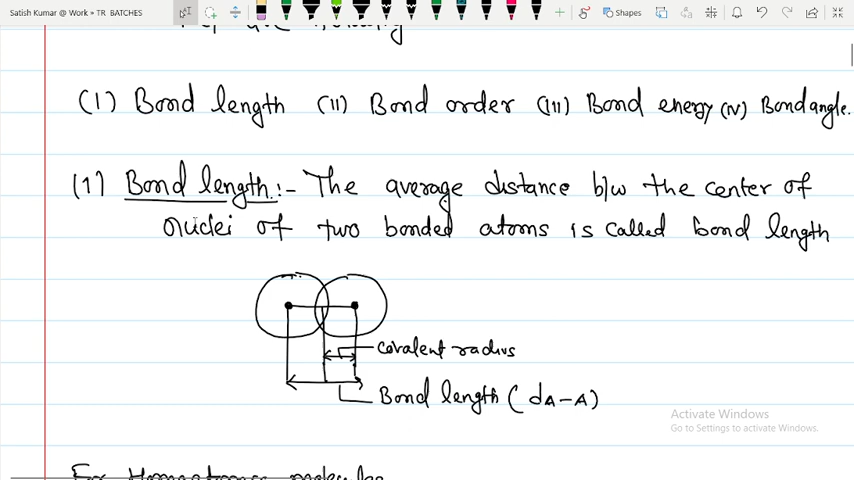 Satish Kumar @ Work » TR BATCHES
Shapes
(I) Bond length (II) Bond order (III) Bond energy (IV) Bond angle.
(1) Bond length :- The average distance b/w the center of
nuclei of two bonded atoms is called bond length
covalent radius
Bond length (dA-A)
Activate Windows
Go to Settings to activate Windows.
For